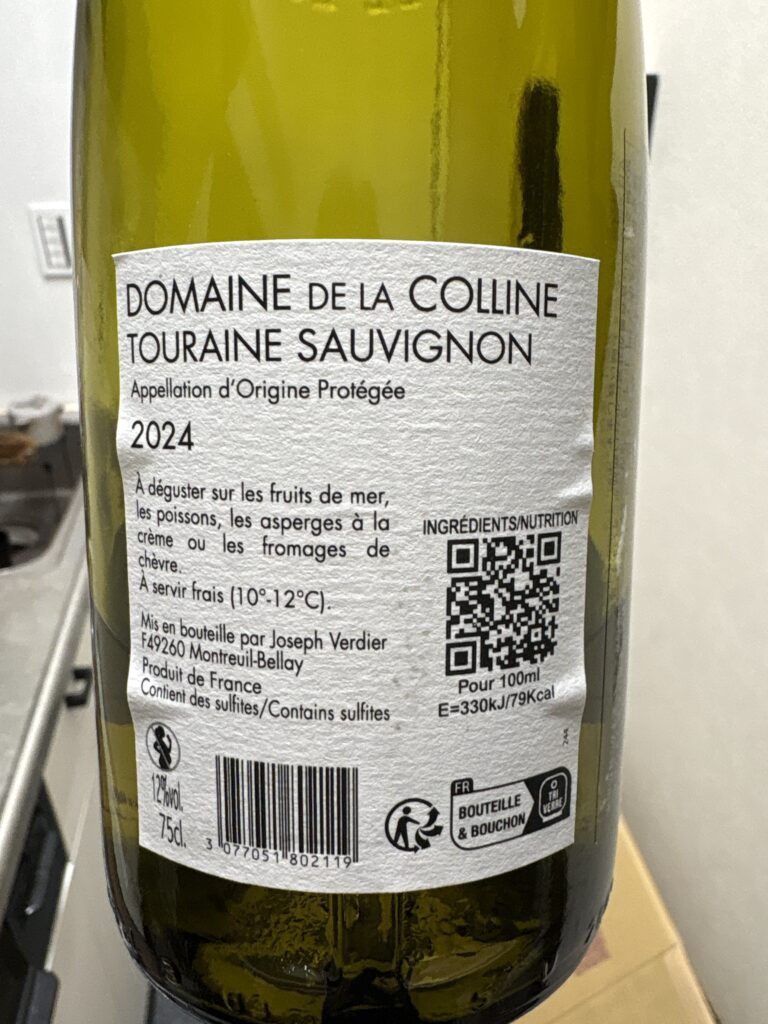 DOMAINE DE LA COLLINE
TOURAINE SAUVIGNON
Appellation d'Origine Protégée
2024
À déguster sur les fruits de mer,
les poissons, les asperges à la
crème ou les fromages de
chèvre.
À servir frais (10°-12°C).
Mis en bouteille par Joseph Verdier
F49260 Montreuil-Bellay
Produit de France
Contient des sulfites/Contains sulfites
INGRÉDIENTS/NUTRITION
Pour 100ml
E=330kJ/79Kcal
244
12%vol.
75cl.
3 077051 802119
FR
BOUTEILLE
& BOUCHON
TRI
VERRE